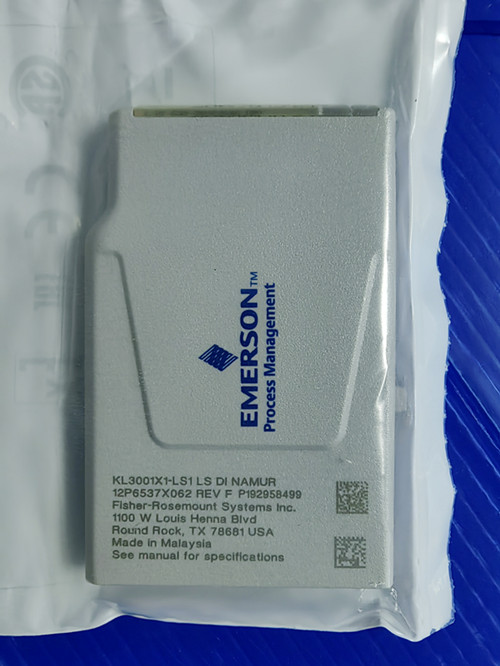 EMERSON™
Process Management
KL3001X1-LS1 LS DI NAMUR
12P6537X062 REV F P192958499
Fisher-Rosemount Systems Inc.
1100 W Louis Henna Blvd
Round Rock, TX 78681 USA
Made in Malaysia
See manual for specifications